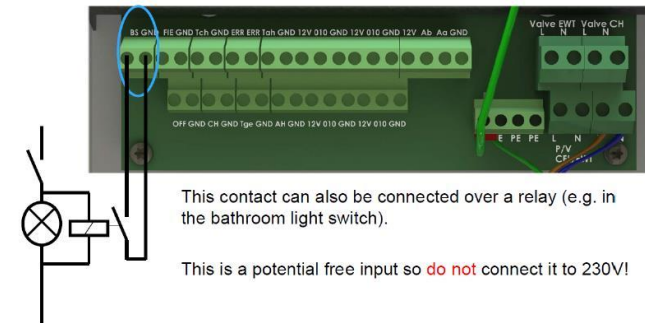 Valve EWT Valve CH
L N L N
BS GND FIE GND Tch GND ERR ERR Tah GND 12V 010 GND 12V 010 GND 12V Ab Aa GND
OFF GND CH GND Tge GND AH GND 12V 010 GND 12V 010 GND
E PE PE L N N
P/V
This contact can also be connected over a relay (e.g. in
the bathroom light switch).
This is a potential free input so do not connect it to 230V!